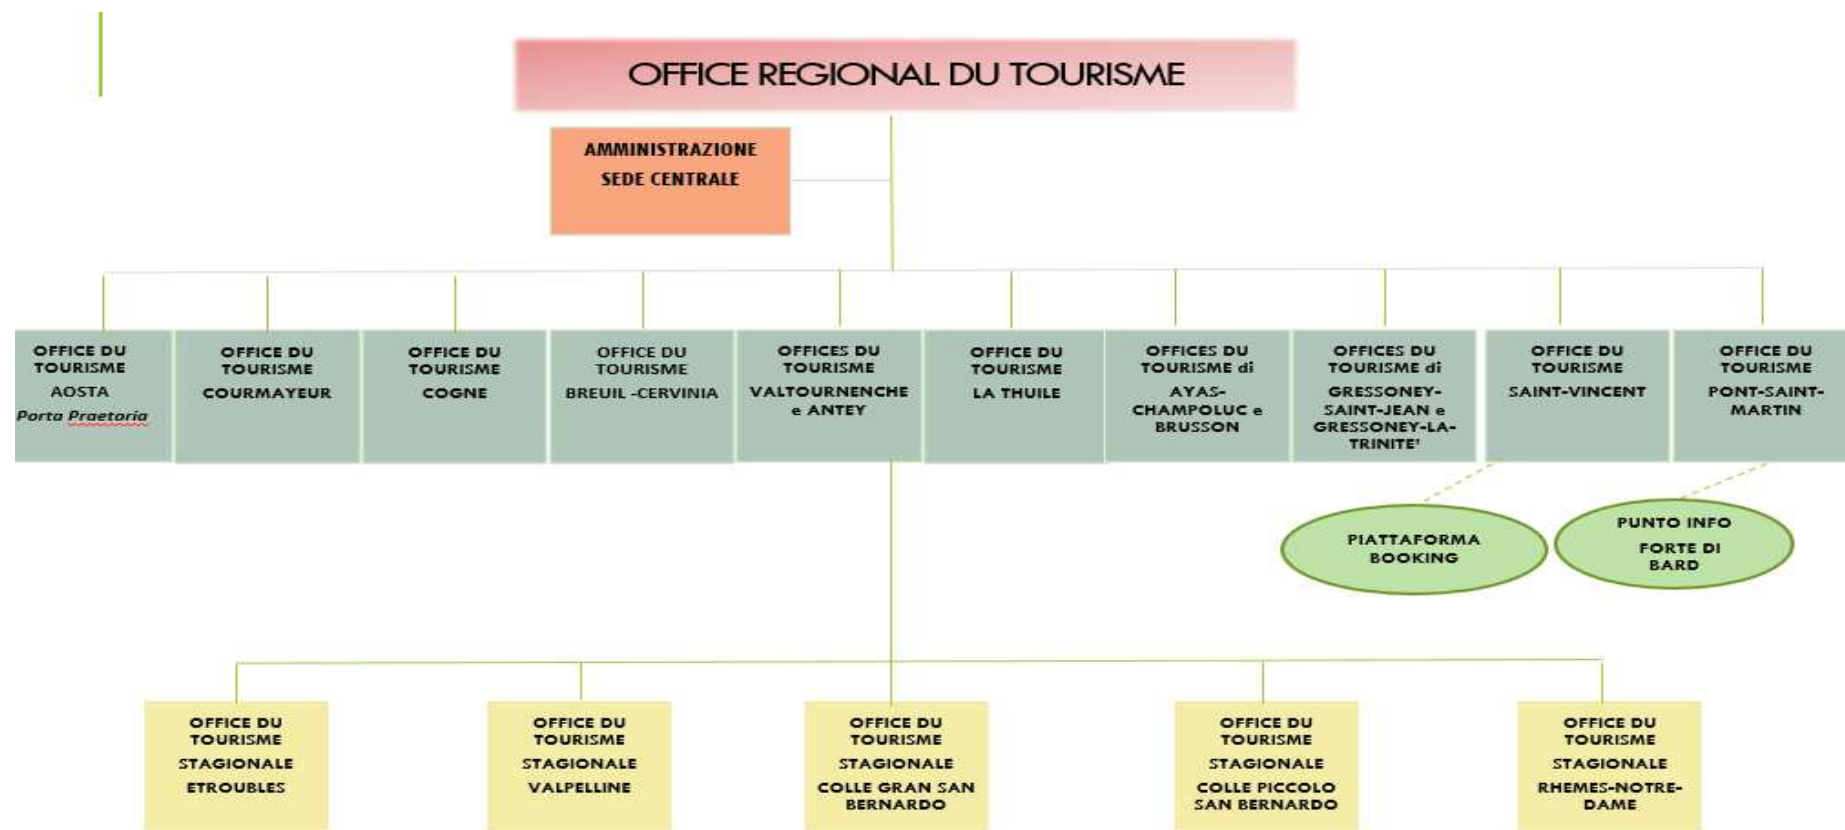 OFFICE REGIONAL DU TOURISME
AMMINISTRAZIONE
SEDE CENTRALE
OFFICE DU
TOURISME
AOSTA
Porta Praetoria
OFFICE DU
TOURISME
COURMAYEUR
OFFICE DU
TOURISME
COGNE
OFFICE DU
TOURISME
BREUIL -CERVINIA
OFFICES DU
TOURISME
VALTOURNENCHE
e ANTEY
OFFICE DU
TOURISME
LA THUILE
OFFICES DU
TOURISME di
AYAS-
CHAMPOLUC e
BRUSSON
OFFICES DU
TOURISME di
GRESSONEY-
SAINT-JEAN e
GRESSONEY-LA-
TRINITE'
OFFICE DU
TOURISME
SAINT-VINCENT
OFFICE DU
TOURISME
PONT-SAINT-
MARTIN
PIATTAFORMA
BOOKING
PUNTO INFO
FORTE DI
BARD
OFFICE DU
TOURISME
STAGIONALE
ETROUBLES
OFFICE DU
TOURISME
STAGIONALE
VALPELLINE
OFFICE DU
TOURISME
STAGIONALE
COLLE GRAN SAN
BERNARDO
OFFICE DU
TOURISME
STAGIONALE
COLLE PICCOLO
SAN BERNARDO
OFFICE DU
TOURISME
STAGIONALE
RHEMES-NOTRE-
DAME